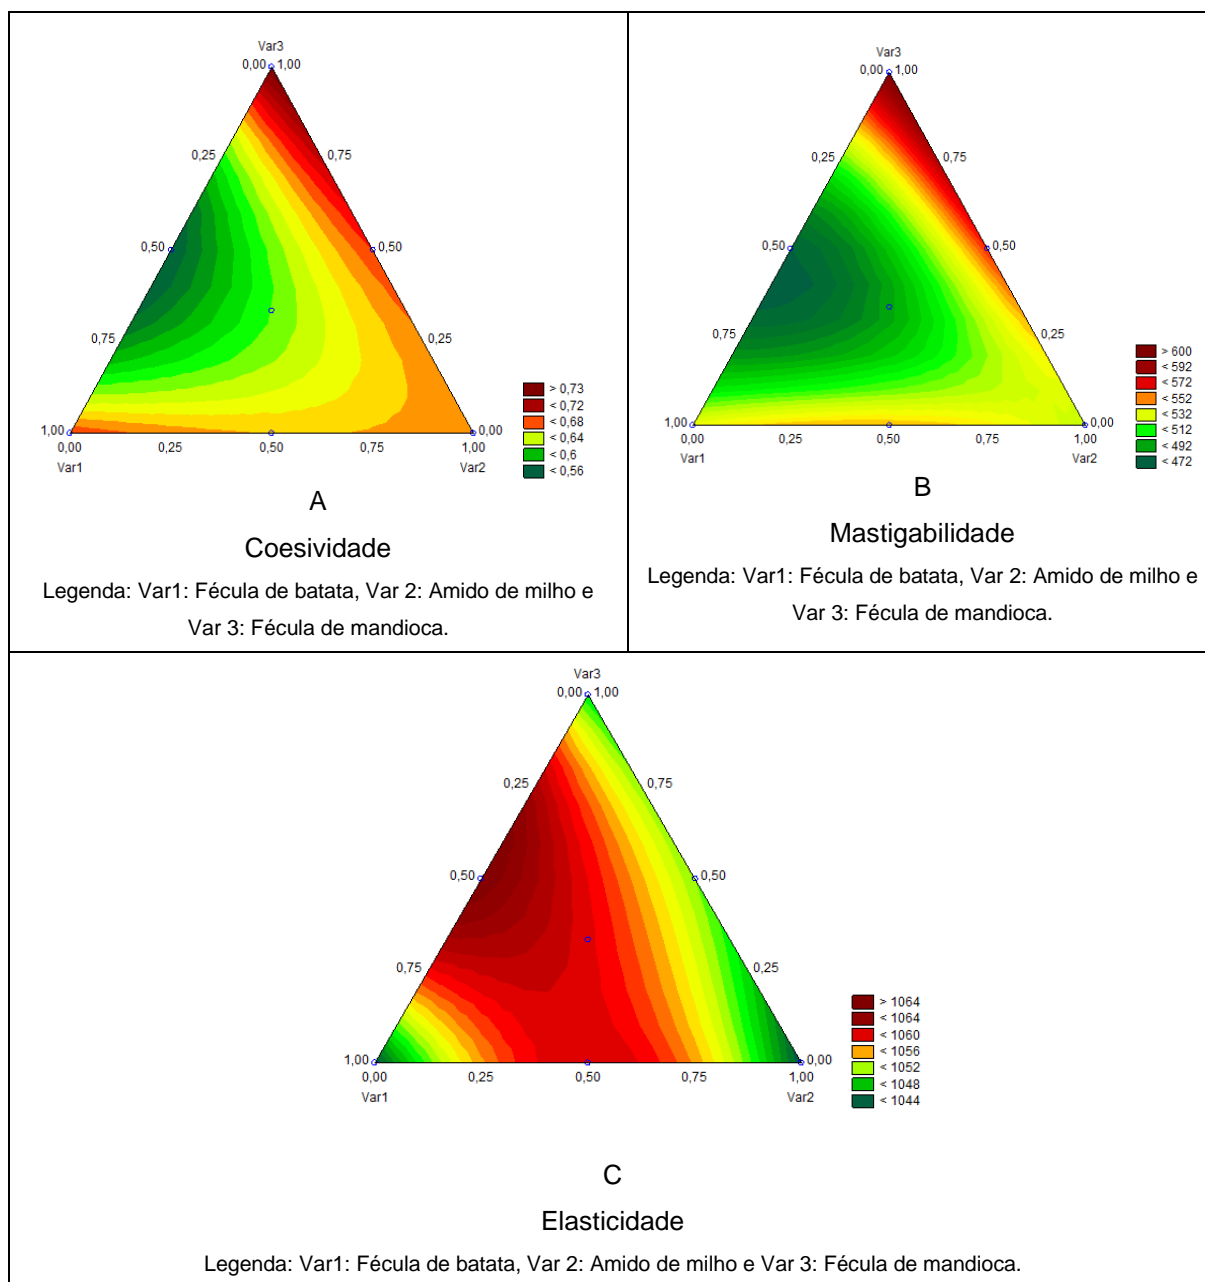 Var3
0,00 1,00
0,25 0,75
0,50 0,50
0,75 0,25
1,00 0,00
0,00 0,25 0,50 0,75 1,00
Var1 Var2
> 0,73
< 0,72
< 0,68
< 0,64
< 0,6
< 0,56
A
Coesividade
Legenda: Var1: Fécula de batata, Var 2: Amido de milho e
Var 3: Fécula de mandioca.
Var3
0,00 1,00
0,25 0,75
0,50 0,50
0,75 0,25
1,00 0,00
0,00 0,25 0,50 0,75 1,00
Var1 Var2
> 600
< 592
< 572
< 552
< 532
< 512
< 492
< 472
B
Mastigabilidade
Legenda: Var1: Fécula de batata, Var 2: Amido de milho e
Var 3: Fécula de mandioca.
Var3
0,00 1,00
0,25 0,75
0,50 0,50
0,75 0,25
1,00 0,00
0,00 0,25 0,50 0,75 1,00
Var1 Var2
> 1064
< 1064
< 1060
< 1056
< 1052
< 1048
< 1044
C
Elasticidade
Legenda: Var1: Fécula de batata, Var 2: Amido de milho e Var 3: Fécula de mandioca.